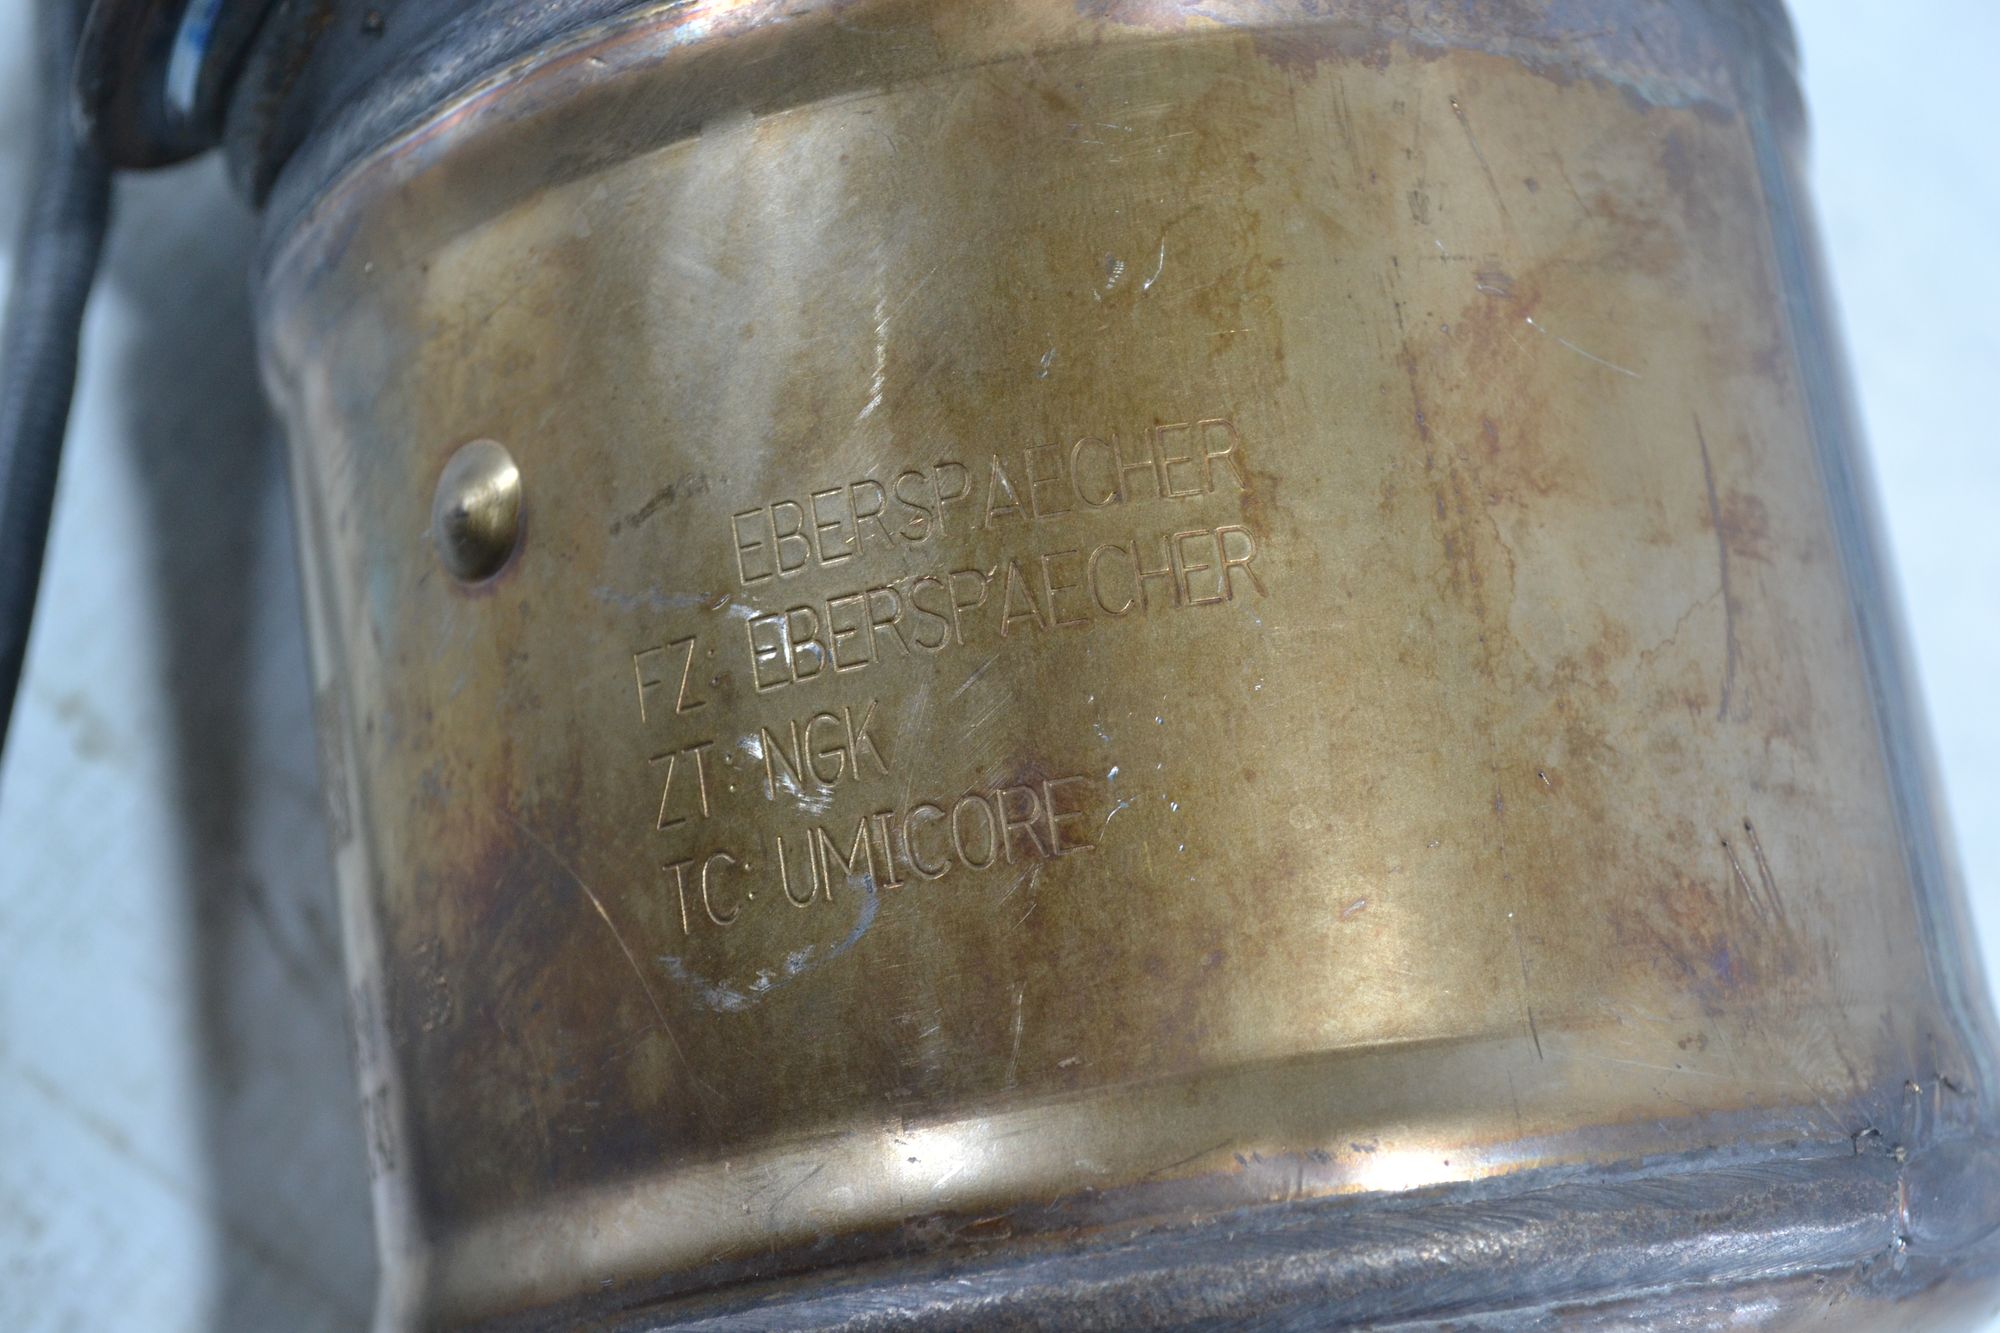 EBERSPAECHER
FZ: EBERSPAECHER
ZT: NGK
TC: UMICORE